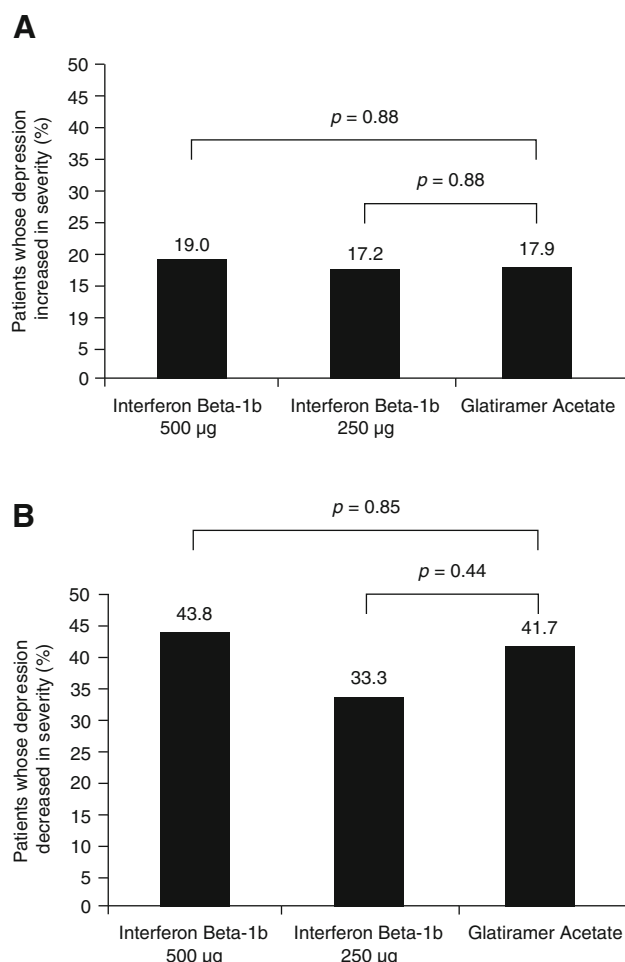 A
Patients whose depression
increased in severity (%)
50
45
40
35
30
25
20
15
19
5
0
p = 0.88
p = 0.88
19.0
17.2
17.9
Interferon Beta-1b
500 µg
Interferon Beta-1b
250 µg
Glatiramer Acetate
B
Patients whose depression
decreased in severity (%)
50
45
40
35
30
25
20
15
10
5
0
p = 0.85
p = 0.44
43.8
33.3
41.7
Interferon Beta-1b
500 µg
Interferon Beta-1b
250 µg
Glatiramer Acetate